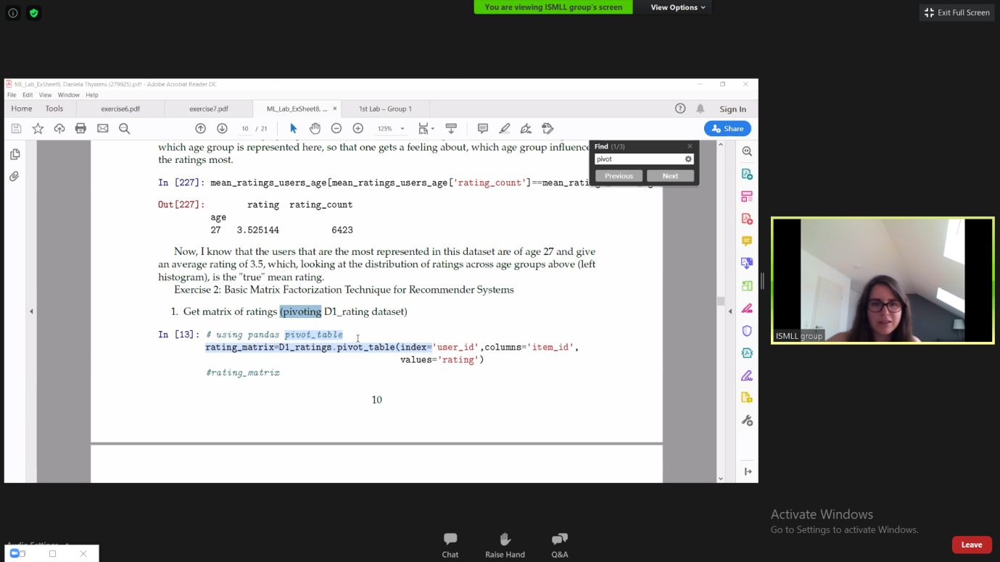 You are viewing ISMLL group's screen
View Options
Exit Full Screen
ML_Lab_ExSheet8, Daniela Thyssens (279925).pdf - Adobe Acrobat Reader DC
File Edit View Window Help
Home Tools exercise6.pdf exercise7.pdf ML_Lab_ExSheet8, ... × 1st Lab – Group 1 Sign In
10 / 21 125% Share
which age group is represented here, so that one gets a feeling about, which age group influence
the ratings most.
Find (1/3)
pivot
Previous Next
In [227]: mean_ratings_users_age[mean_ratings_users_age['rating_count']==mean_rati
Out[227]: rating rating_count
age
27 3.525144 6423
Now, I know that the users that are the most represented in this dataset are of age 27 and give
an average rating of 3.5, which, looking at the distribution of ratings across age groups above (left
histogram), is the "true" mean rating.
Exercise 2: Basic Matrix Factorization Technique for Recommender Systems
1. Get matrix of ratings (pivoting D1_rating dataset)
In [13]: # using pandas pivot_table
rating_matrix=D1_ratings.pivot_table(index='user_id',columns='item_id',
values='rating')
#rating_matrix
10
ISMLL group
Activate Windows
Go to Settings to activate Windows.
Chat Raise Hand Q&A
Leave